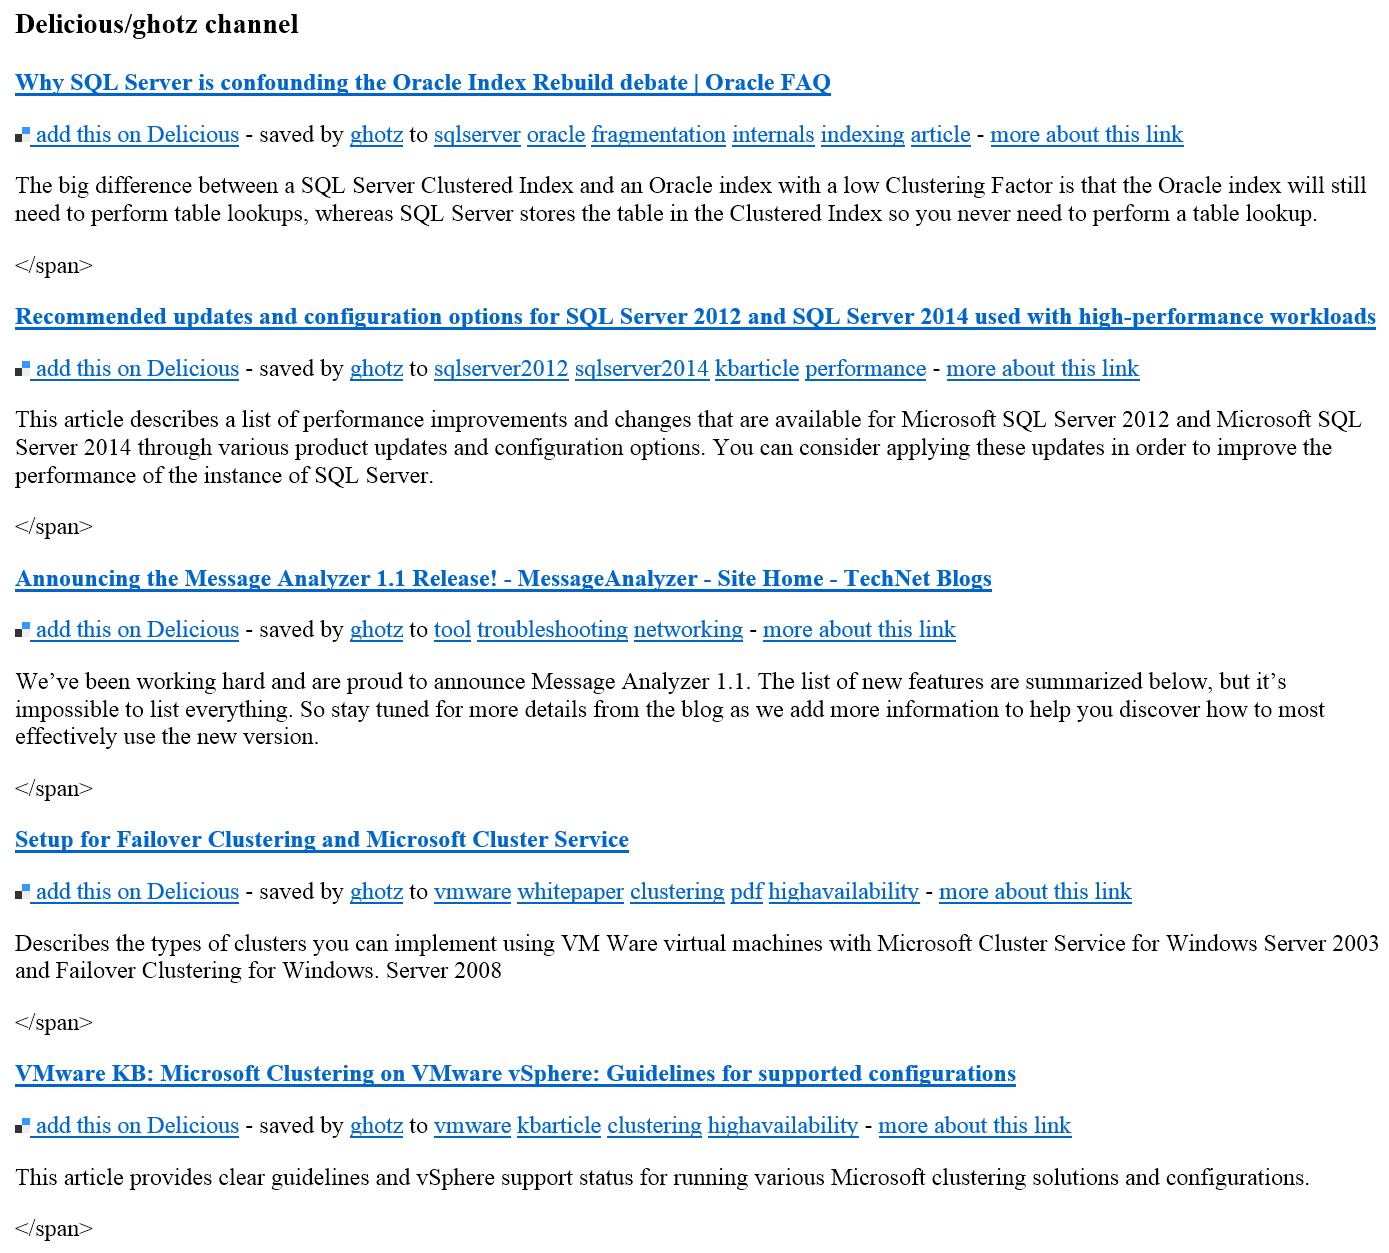 Delicious/ghotz channel
Why SQL Server is confounding the Oracle Index Rebuild debate | Oracle FAQ
add this on Delicious - saved by ghotz to sqlserver oracle fragmentation internals indexing article - more about this link
The big difference between a SQL Server Clustered Index and an Oracle index with a low Clustering Factor is that the Oracle index will still
need to perform table lookups, whereas SQL Server stores the table in the Clustered Index so you never need to perform a table lookup.
</span>
Recommended updates and configuration options for SQL Server 2012 and SQL Server 2014 used with high-performance workloads
add this on Delicious - saved by ghotz to sqlserver2012 sqlserver2014 kbarticle performance - more about this link
This article describes a list of performance improvements and changes that are available for Microsoft SQL Server 2012 and Microsoft SQL
Server 2014 through various product updates and configuration options. You can consider applying these updates in order to improve the
performance of the instance of SQL Server.
</span>
Announcing the Message Analyzer 1.1 Release! - MessageAnalyzer - Site Home - TechNet Blogs
add this on Delicious - saved by ghotz to tool troubleshooting networking - more about this link
We’ve been working hard and are proud to announce Message Analyzer 1.1. The list of new features are summarized below, but it’s
impossible to list everything. So stay tuned for more details from the blog as we add more information to help you discover how to most
effectively use the new version.
</span>
Setup for Failover Clustering and Microsoft Cluster Service
add this on Delicious - saved by ghotz to vmware whitepaper clustering pdf highavailability - more about this link
Describes the types of clusters you can implement using VM Ware virtual machines with Microsoft Cluster Service for Windows Server 2003
and Failover Clustering for Windows. Server 2008
</span>
VMware KB: Microsoft Clustering on VMware vSphere: Guidelines for supported configurations
add this on Delicious - saved by ghotz to vmware kbarticle clustering highavailability - more about this link
This article provides clear guidelines and vSphere support status for running various Microsoft clustering solutions and configurations.
</span>